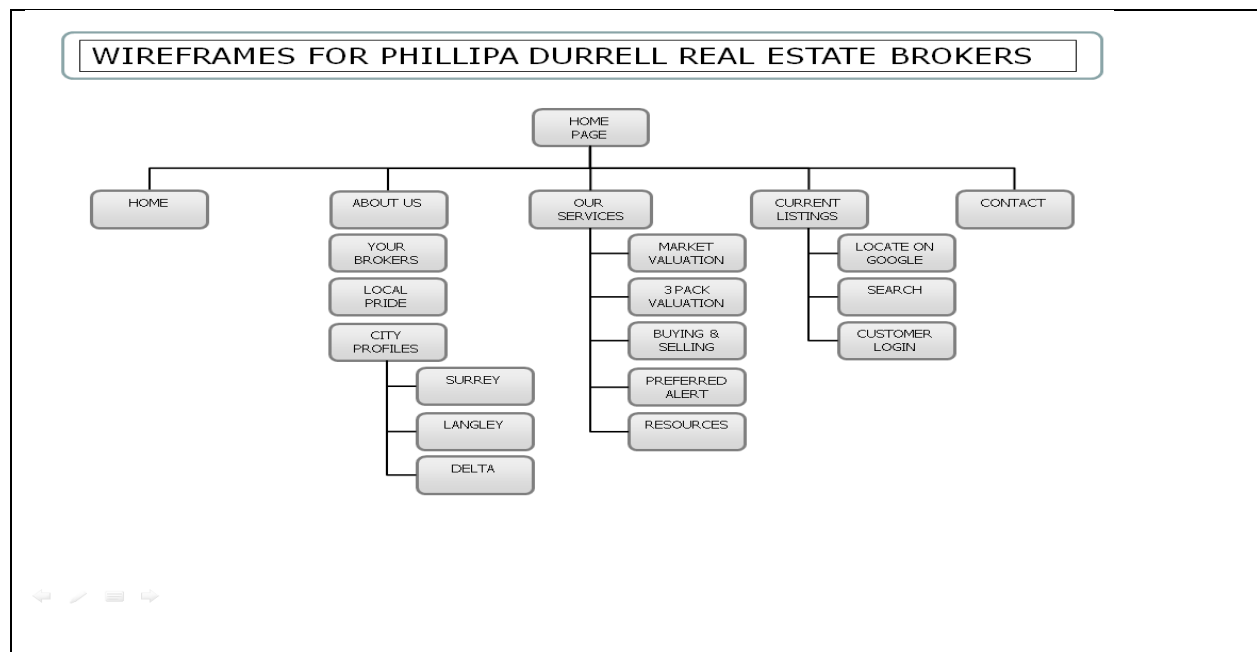 WIREFRAMES FOR PHILLIPA DURRELL REAL ESTATE BROKERS
HOME
PAGE
HOME
ABOUT US
OUR
SERVICES
CURRENT
LISTINGS
CONTACT
YOUR
BROKERS
LOCAL
PRIDE
CITY
PROFILES
SURREY
LANGLEY
DELTA
MARKET
VALUATION
3 PACK
VALUATION
BUYING &
SELLING
PREFERRED
ALERT
RESOURCES
LOCATE ON
GOOGLE
SEARCH
CUSTOMER
LOGIN